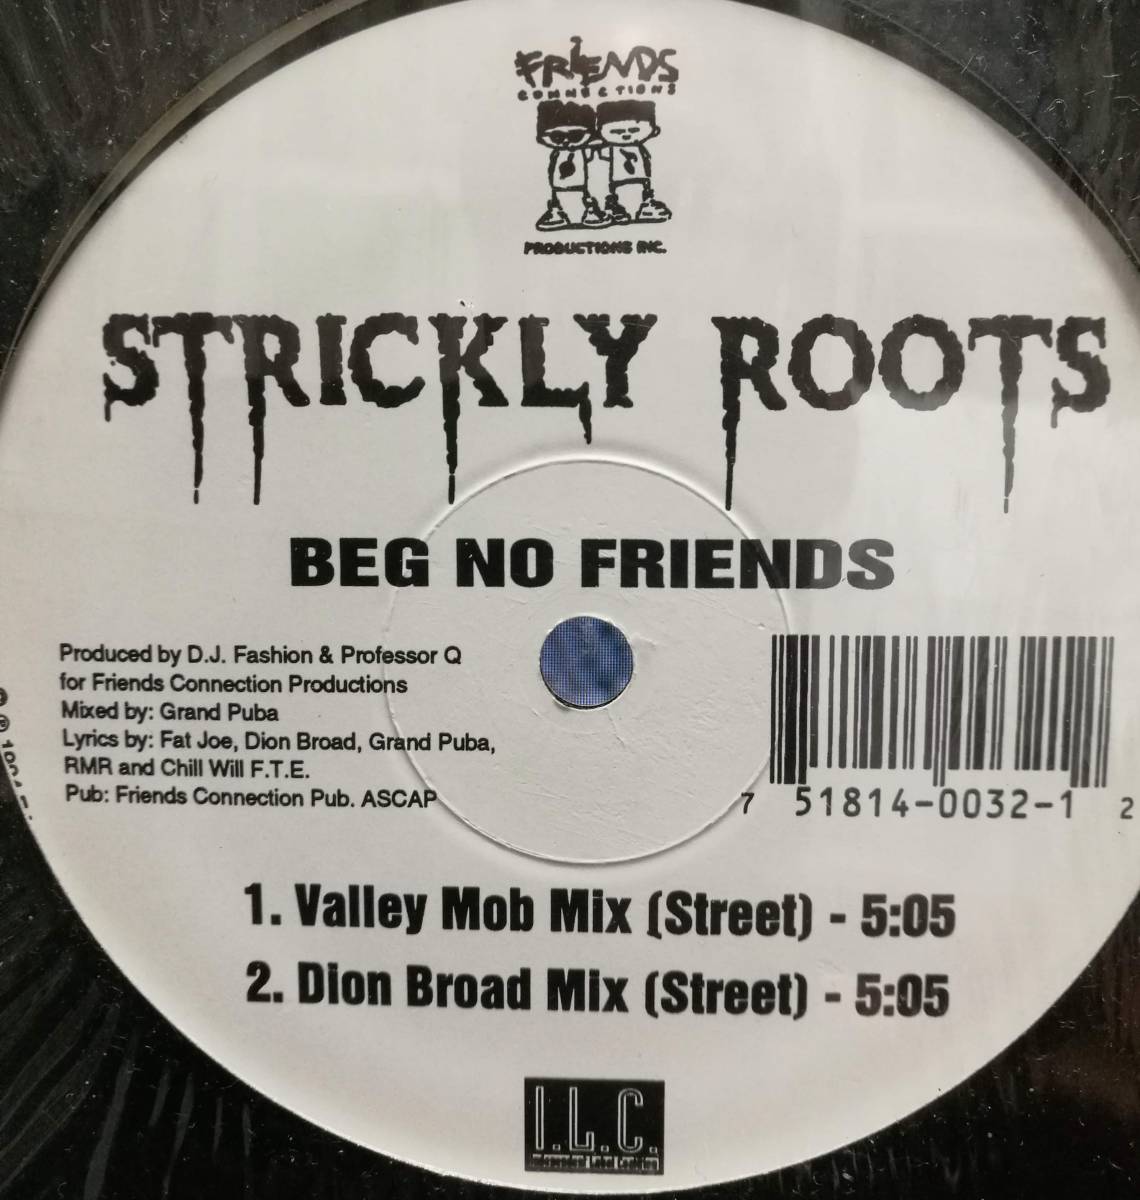 FRIENDS
CONNECTIONS
PRODUCTIONS INC.
STRICKLY ROOTS
BEG NO FRIENDS
Produced by D.J. Fashion & Professor Q
for Friends Connection Productions
Mixed by: Grand Puba
Lyrics by: Fat Joe, Dion Broad, Grand Puba,
RMR and Chill Will F.T.E.
Pub: Friends Connection Pub. ASCAP
7 51814-0032-1 2
1. Valley Mob Mix (Street) - 5:05
2. Dion Broad Mix (Street) - 5:05
I.L.C.